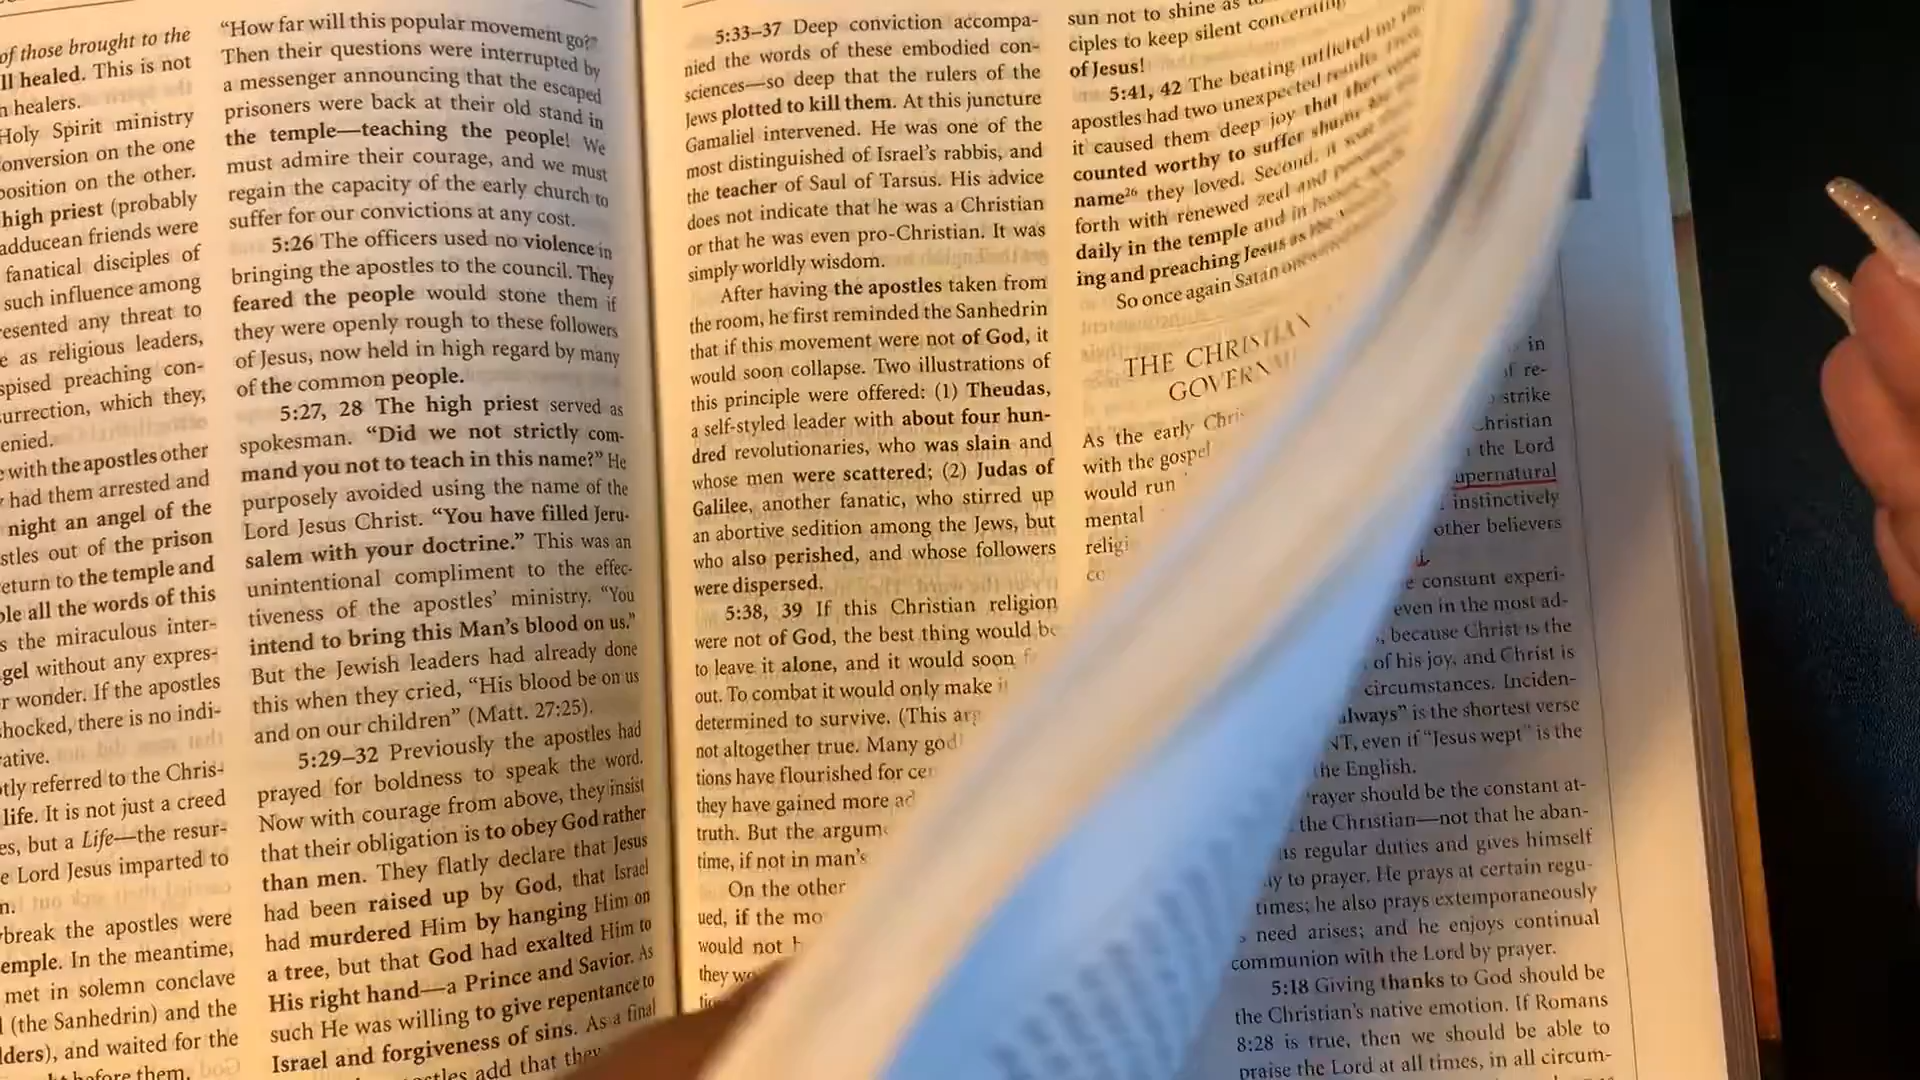 of those brought to the
ll healed. This is not
n healers.
Holy Spirit ministry
onversion on the one
position on the other.
high priest (probably
adducean friends were
fanatical disciples of
such influence among
resented any threat to
e as religious leaders,
spised preaching con-
surrection, which they,
enied.
with the apostles other
had them arrested and
night an angel of the
stles out of the prison
return to the temple and
ple all the words of this
s the miraculous inter-
gel without any expres-
r wonder. If the apostles
hocked, there is no indi-
ative.
tly referred to the Chris-
life. It is not just a creed
es, but a Life—the resur-
e Lord Jesus imparted to
n.
break the apostles were
emple. In the meantime,
met in solemn conclave
(the Sanhedrin) and the
lders), and waited for the
before them.
“How far will this popular movement go?”
Then their questions were interrupted by
a messenger announcing that the escaped
prisoners were back at their old stand in
the temple—teaching the people! We
must admire their courage, and we must
regain the capacity of the early church to
suffer for our convictions at any cost.
5:26 The officers used no violence in
bringing the apostles to the council. They
feared the people would stone them if
they were openly rough to these followers
of Jesus, now held in high regard by many
of the common people.
5:27, 28 The high priest served as
spokesman. “Did we not strictly com-
mand you not to teach in this name?” He
purposely avoided using the name of the
Lord Jesus Christ. “You have filled Jeru-
salem with your doctrine.” This was an
unintentional compliment to the effec-
tiveness of the apostles’ ministry. “You
intend to bring this Man’s blood on us.”
But the Jewish leaders had already done
this when they cried, “His blood be on us
and on our children” (Matt. 27:25).
5:29–32 Previously the apostles had
prayed for boldness to speak the word.
Now with courage from above, they insist
that their obligation is to obey God rather
than men. They flatly declare that Jesus
had been raised up by God, that Israel
had murdered Him by hanging Him on
a tree, but that God had exalted Him to
His right hand—a Prince and Savior. As
such He was willing to give repentance to
Israel and forgiveness of sins. As a final
stles add that they
5:33–37 Deep conviction accompa-
nied the words of these embodied con-
sciences—so deep that the rulers of the
Jews plotted to kill them. At this juncture
Gamaliel intervened. He was one of the
most distinguished of Israel’s rabbis, and
the teacher of Saul of Tarsus. His advice
does not indicate that he was a Christian
or that he was even pro-Christian. It was
simply worldly wisdom.
After having the apostles taken from
the room, he first reminded the Sanhedrin
that if this movement were not of God, it
would soon collapse. Two illustrations of
this principle were offered: (1) Theudas,
a self-styled leader with about four hun-
dred revolutionaries, who was slain and
whose men were scattered; (2) Judas of
Galilee, another fanatic, who stirred up
an abortive sedition among the Jews, but
who also perished, and whose followers
were dispersed.
5:38, 39 If this Christian religion
were not of God, the best thing would be
to leave it alone, and it would soon
out. To combat it would only make
determined to survive. (This
not altogether true. Many
tions have flourished for
they have gained more
truth. But the
time, if not in man’s
On the other
ued, if the
would not
they
sun not to shine as
ciples to keep silent concerning
of Jesus!
5:41, 42 The beating inflicted
apostles had two unexpected results.
it caused them deep joy that they were
counted worthy to suffer shame
name26 they loved. Second, it
forth with renewed zeal and
daily in the temple and in
ing and preaching Jesus as the
So once again Satan
THE CHRISTIAN
As the early
with the gospel
would run
mental
in
re-
strike
Christian
the Lord
upernatural
instinctively
other believers
constant experi-
even in the most ad-
, because Christ is the
of his joy, and Christ is
circumstances. Inciden-
always” is the shortest verse
NT, even if “Jesus wept” is the
he English.
Prayer should be the constant at-
the Christian—not that he aban-
is regular duties and gives himself
to prayer. He prays at certain regu-
times; he also prays extemporaneously
need arises; and he enjoys continual
communion with the Lord by prayer.
5:18 Giving thanks to God should be
the Christian’s native emotion. If Romans
8:28 is true, then we should be able to
praise the Lord at all times, in all circum-